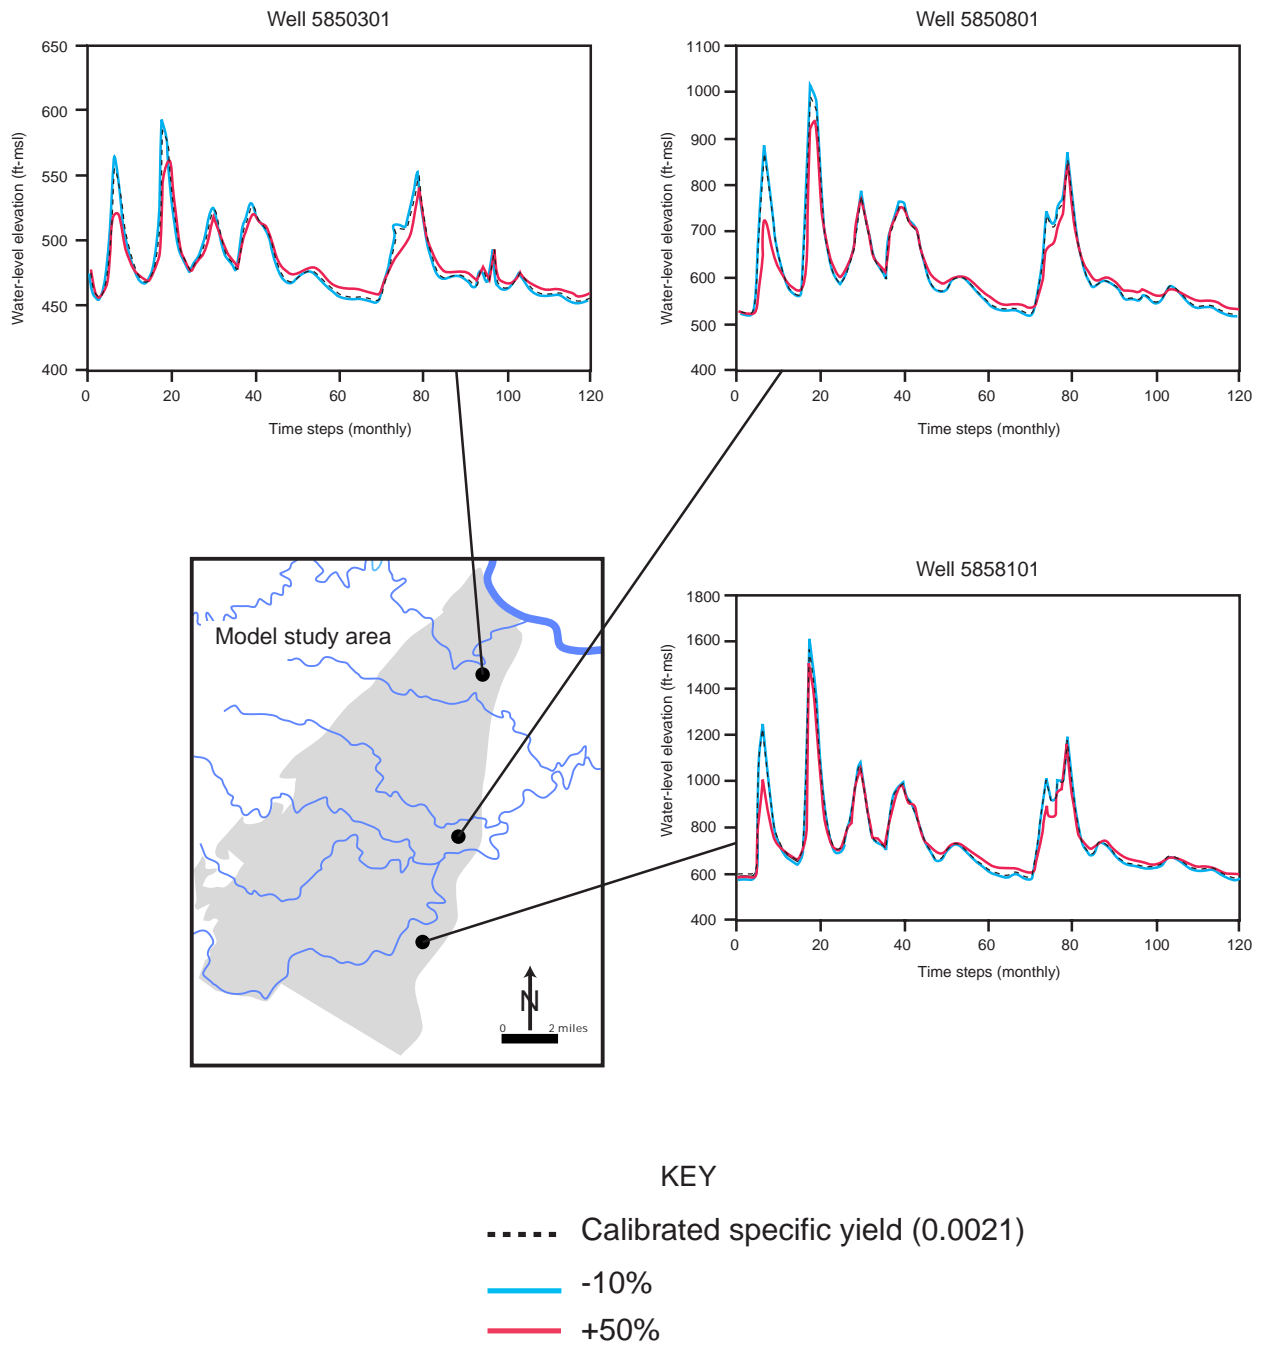 Well 5850301
650
600
550
500
450
400
Water-level elevation (ft-msl)
0 20 40 60 80 100 120
Time steps (monthly)
Well 5850801
1100
1000
900
800
700
600
500
400
Water-level elevation (ft-msl)
0 20 40 60 80 100 120
Time steps (monthly)
Model study area
N
0 2 miles
Well 5858101
1800
1600
1400
1200
1000
800
600
400
Water-level elevation (ft-msl)
0 20 40 60 80 100 120
Time steps (monthly)
KEY
Calibrated specific yield (0.0021)
-10%
+50%